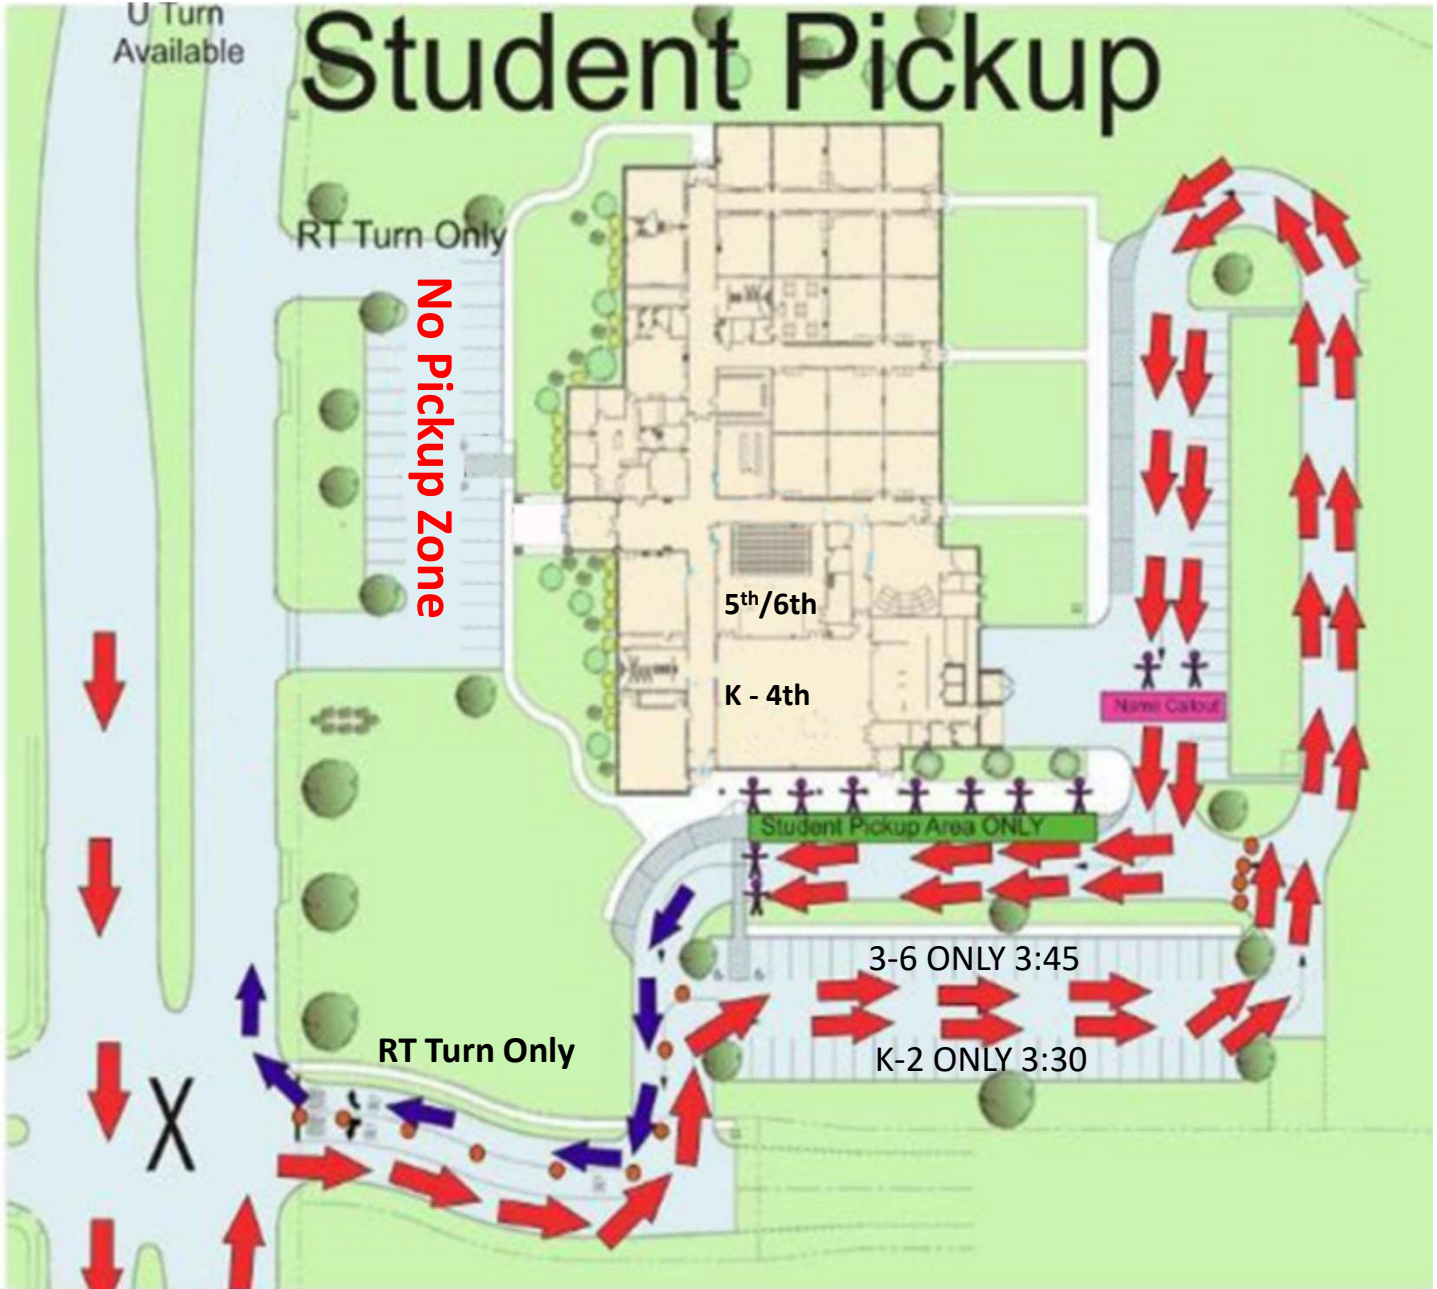 U Turn
Available
Student Pickup
RT Turn Only
No Pickup Zone
5th/6th
K - 4th
Name Callout
Student Pickup Area ONLY
3-6 ONLY 3:45
RT Turn Only
K-2 ONLY 3:30
X